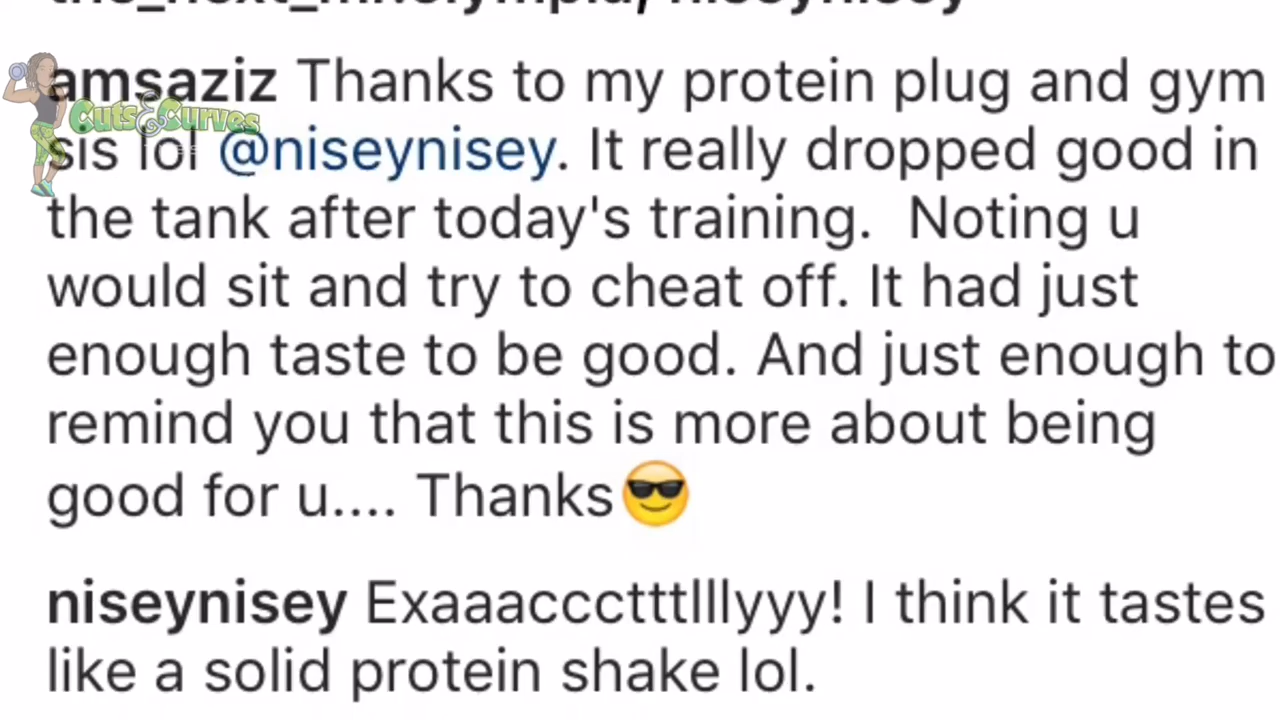 amsaziz Thanks to my protein plug and gym
sis lol @niseynisey. It really dropped good in
the tank after today's training.  Noting u
would sit and try to cheat off. It had just
enough taste to be good. And just enough to
remind you that this is more about being
good for u.... Thanks😎
niseynisey Exaaaccctttlllyyy! I think it tastes
like a solid protein shake lol.
Cuts&Curves